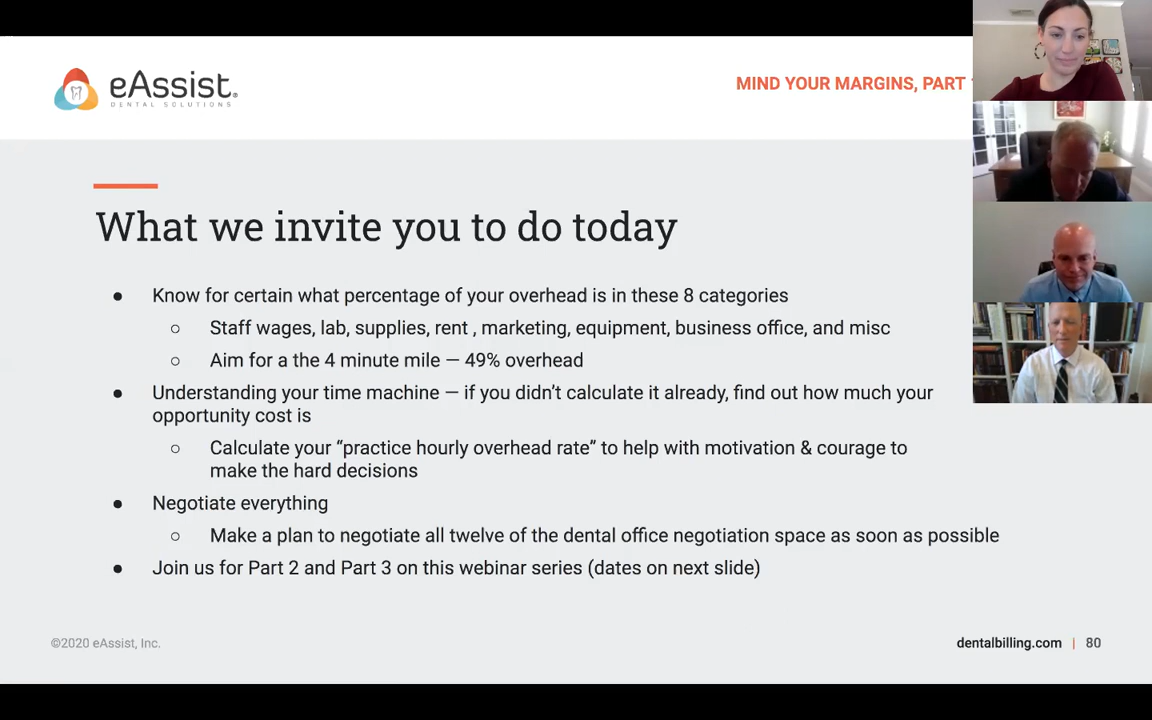 eAssist®
DENTAL SOLUTIONS
MIND YOUR MARGINS, PART
What we invite you to do today
● Know for certain what percentage of your overhead is in these 8 categories
○ Staff wages, lab, supplies, rent , marketing, equipment, business office, and misc
○ Aim for a the 4 minute mile — 49% overhead
● Understanding your time machine — if you didn’t calculate it already, find out how much your
opportunity cost is
○ Calculate your “practice hourly overhead rate” to help with motivation & courage to
make the hard decisions
● Negotiate everything
○ Make a plan to negotiate all twelve of the dental office negotiation space as soon as possible
● Join us for Part 2 and Part 3 on this webinar series (dates on next slide)
©2020 eAssist, Inc.
dentalbilling.com | 80